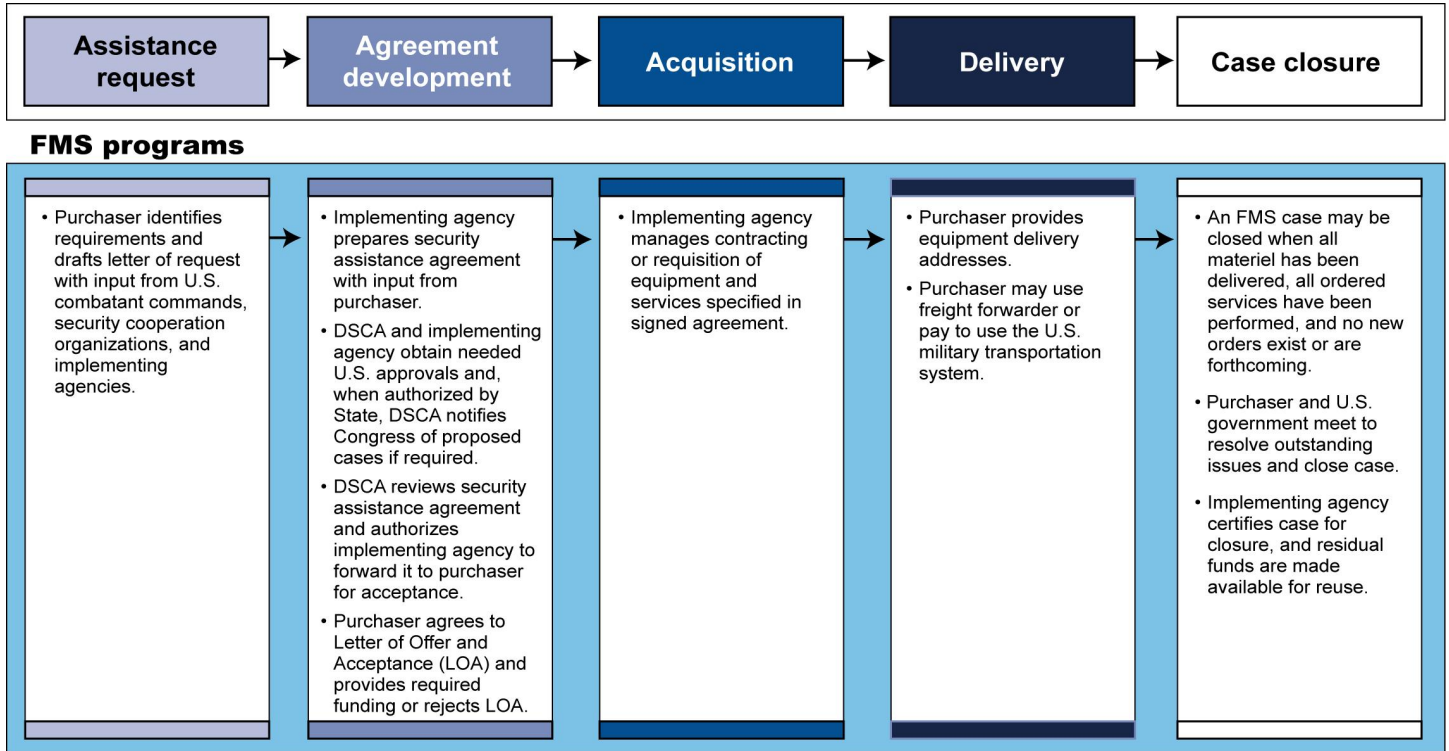 Assistance
request
Agreement
development
Acquisition
Delivery
Case closure
FMS programs
• Purchaser identifies
requirements and
drafts letter of request
with input from U.S.
combatant commands,
security cooperation
organizations, and
implementing
agencies.
• Implementing agency
prepares security
assistance agreement
with input from
purchaser.
• DSCA and implementing
agency obtain needed
U.S. approvals and,
when authorized by
State, DSCA notifies
Congress of proposed
cases if required.
• DSCA reviews security
assistance agreement
and authorizes
implementing agency to
forward it to purchaser
for acceptance.
• Purchaser agrees to
Letter of Offer and
Acceptance (LOA) and
provides required
funding or rejects LOA.
• Implementing agency
manages contracting
or requisition of
equipment and
services specified in
signed agreement.
• Purchaser provides
equipment delivery
addresses.
• Purchaser may use
freight forwarder or
pay to use the U.S.
military transportation
system.
• An FMS case may be
closed when all
materiel has been
delivered, all ordered
services have been
performed, and no new
orders exist or are
forthcoming.
• Purchaser and U.S.
government meet to
resolve outstanding
issues and close case.
• Implementing agency
certifies case for
closure, and residual
funds are made
available for reuse.